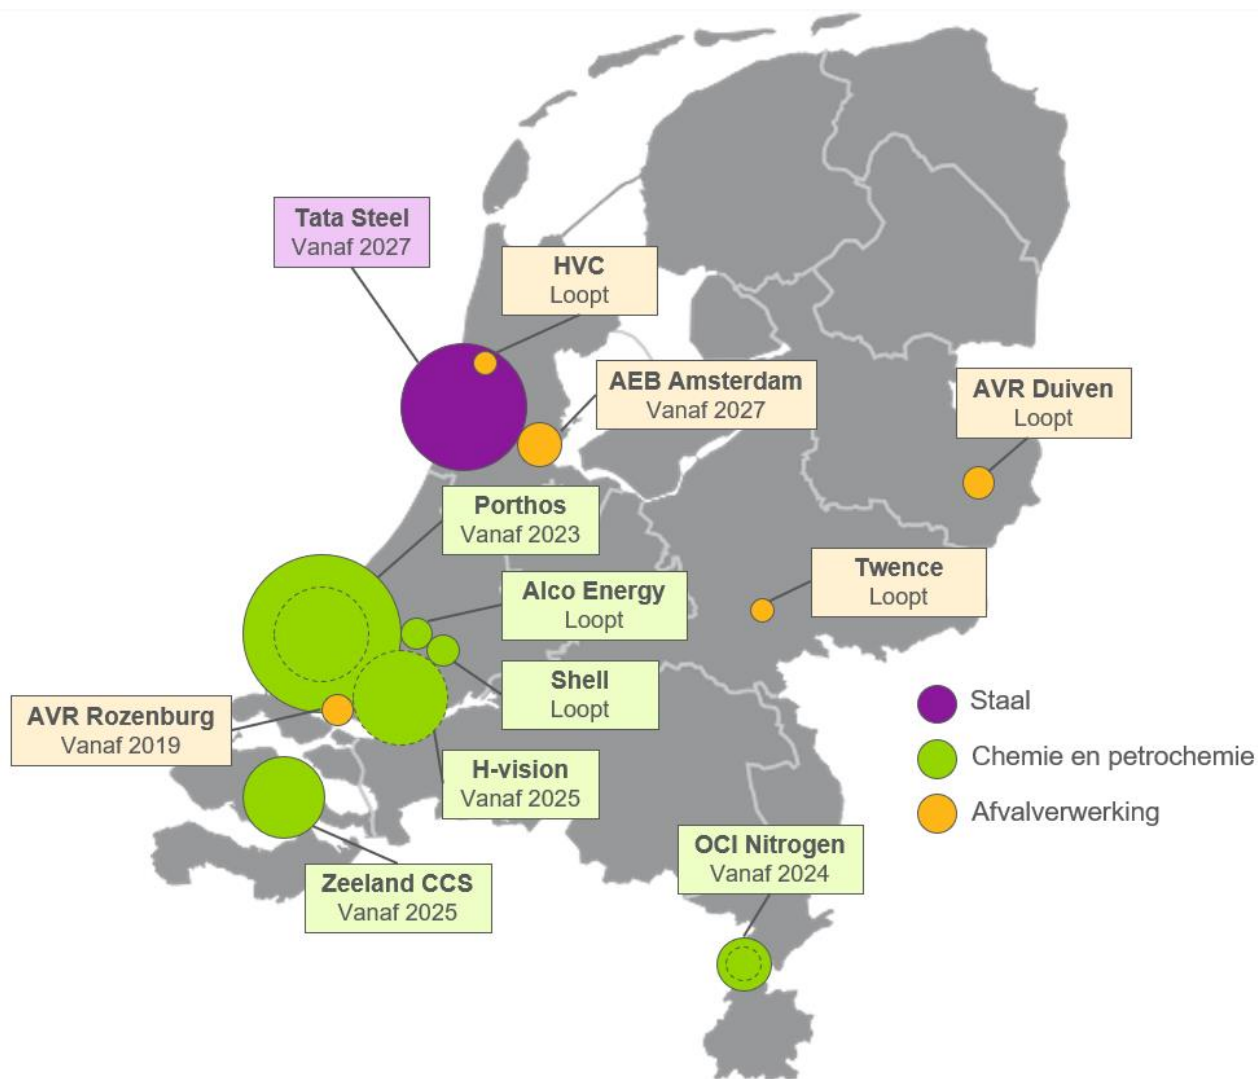 Tata Steel
Vanaf 2027
HVC
Loopt
AEB Amsterdam
Vanaf 2027
AVR Duiven
Loopt
Porthos
Vanaf 2023
Alco Energy
Loopt
Twence
Loopt
Shell
Loopt
AVR Rozenburg
Vanaf 2019
H-vision
Vanaf 2025
Zeeland CCS
Vanaf 2025
OCI Nitrogen
Vanaf 2024
Staal
Chemie en petrochemie
Afvalverwerking